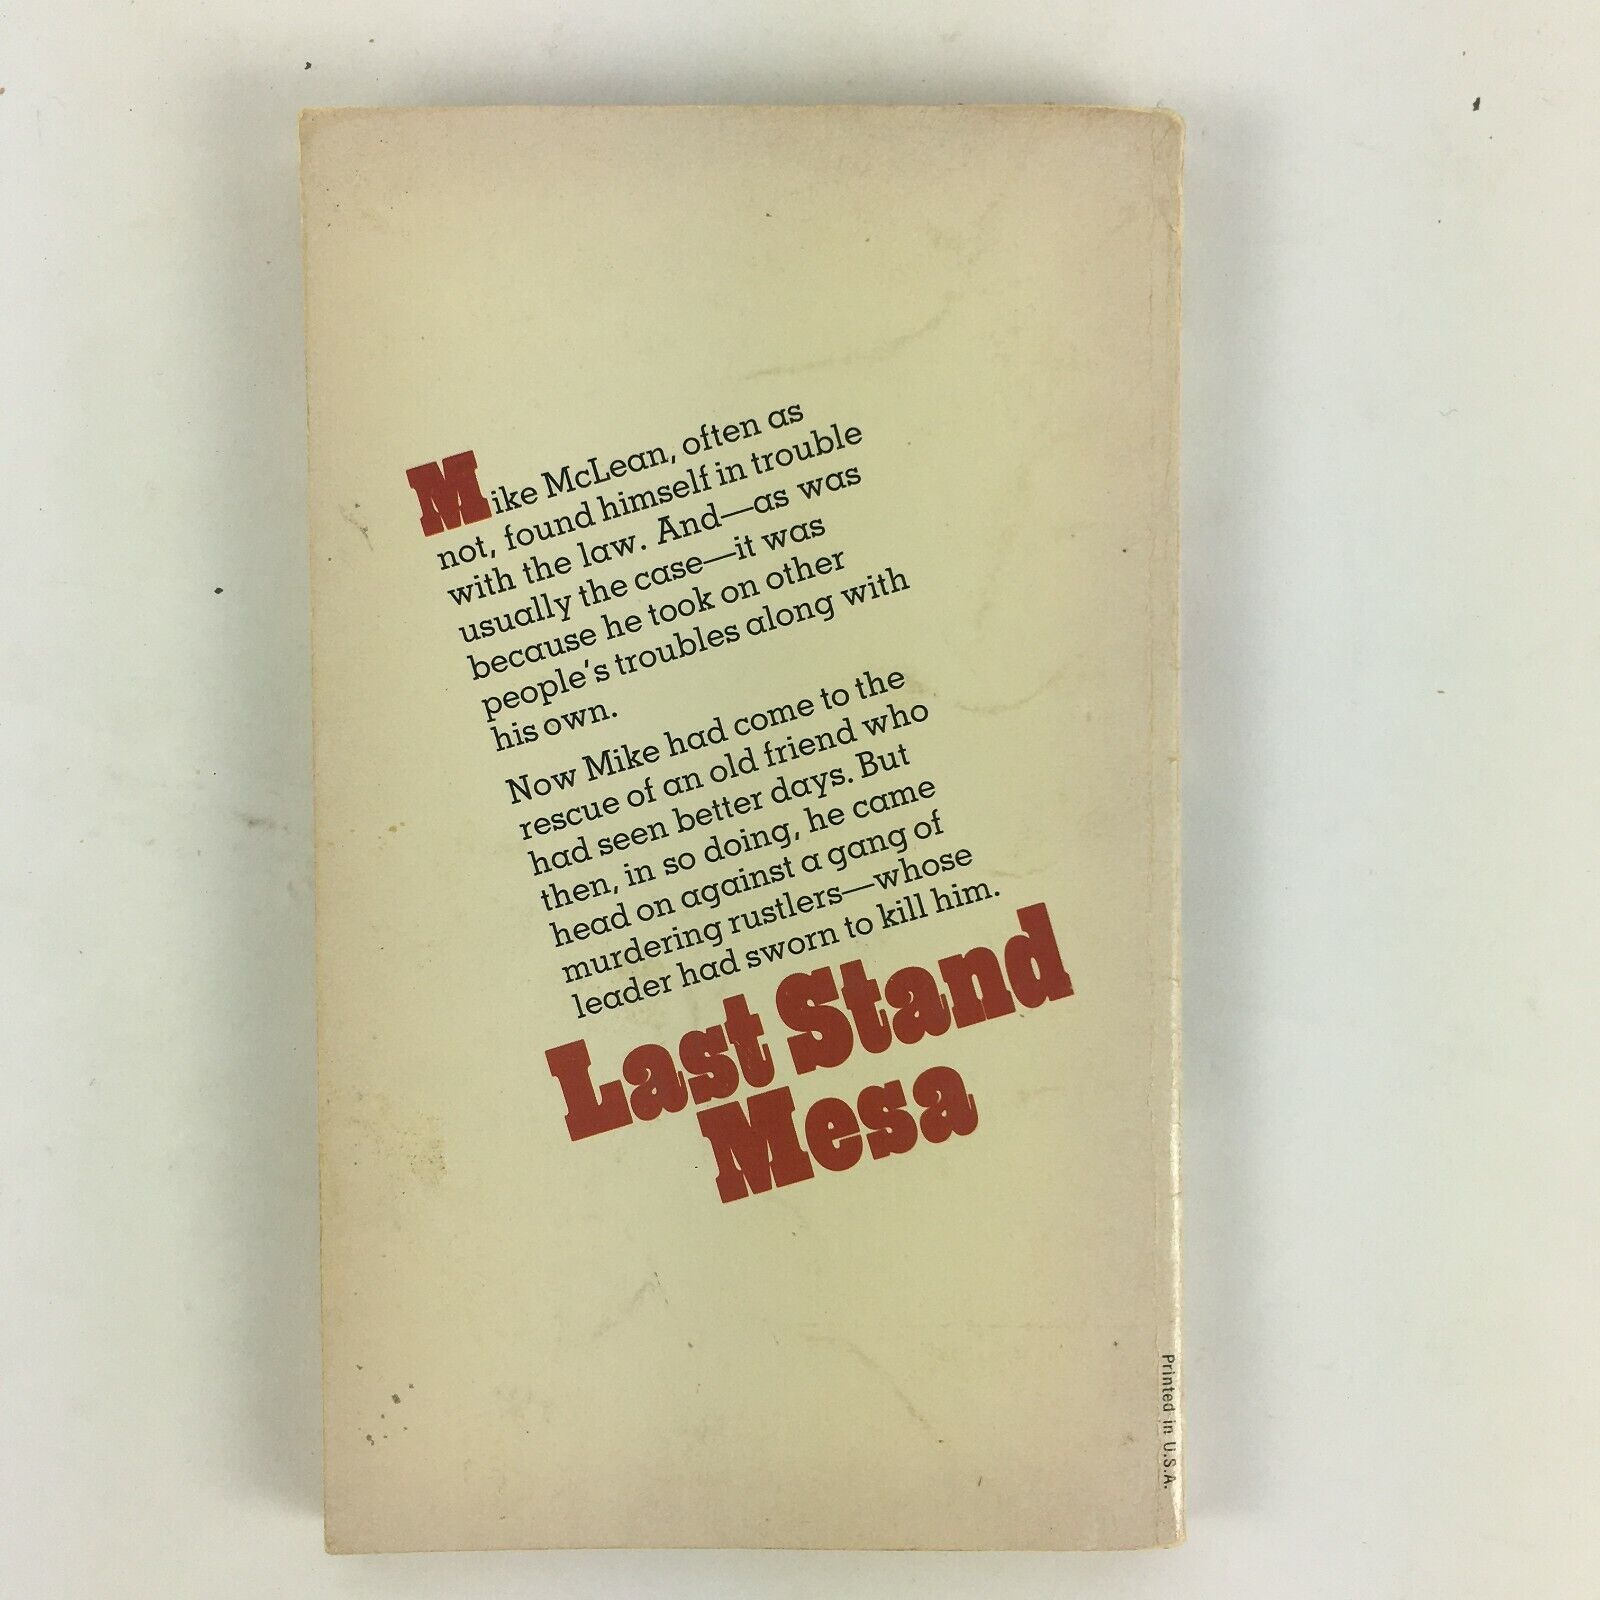 Mike McLean, often as
not, found himself in trouble
with the law. And—as was
usually the case—it was
because he took on other
people's troubles along with
his own.
Now Mike had come to the
rescue of an old friend who
had seen better days. But
then, in so doing, he came
head on against a gang of
murdering rustlers—whose
leader had sworn to kill him.
Last Stand
Mesa
Printed in U.S.A.